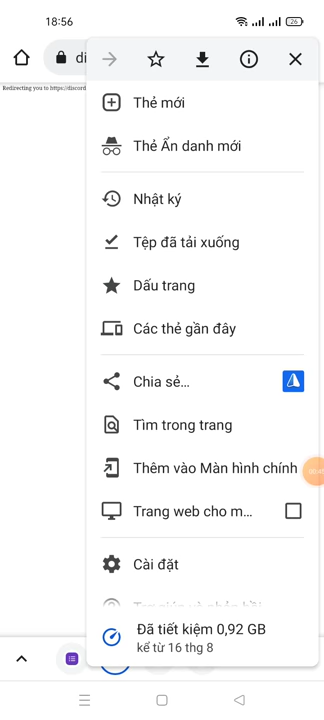 18:56
26
di
Redirecting you to https://discord
Thẻ mới
Thẻ Ẩn danh mới
Nhật ký
Tệp đã tải xuống
Dấu trang
Các thẻ gần đây
Chia sẻ...
Tìm trong trang
Thêm vào Màn hình chính
Trang web cho m...
Cài đặt
Đã tiết kiệm 0,92 GB
kể từ 16 thg 8